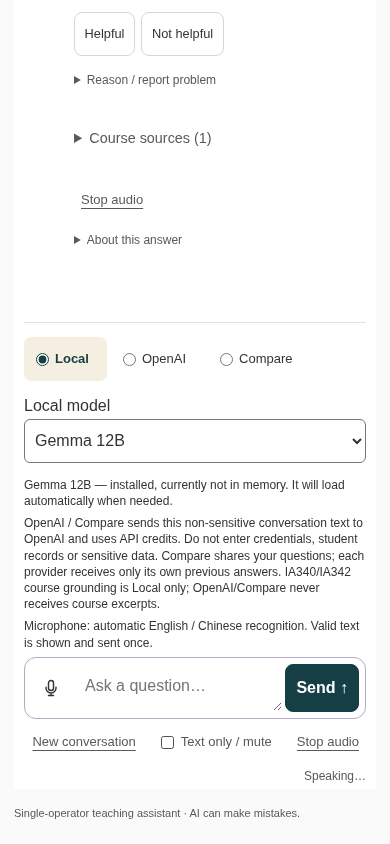 Helpful
Not helpful
Reason / report problem
Course sources (1)
Stop audio
About this answer
Local
OpenAI
Compare
Local model
Gemma 12B
Gemma 12B — installed, currently not in memory. It will load
automatically when needed.
OpenAI / Compare sends this non-sensitive conversation text to
OpenAI and uses API credits. Do not enter credentials, student
records or sensitive data. Compare shares your questions; each
provider receives only its own previous answers. IA340/IA342
course grounding is Local only; OpenAI/Compare never
receives course excerpts.
Microphone: automatic English / Chinese recognition. Valid text
is shown and sent once.
Ask a question…
Send ↑
New conversation
Text only / mute
Stop audio
Speaking…
Single-operator teaching assistant · AI can make mistakes.